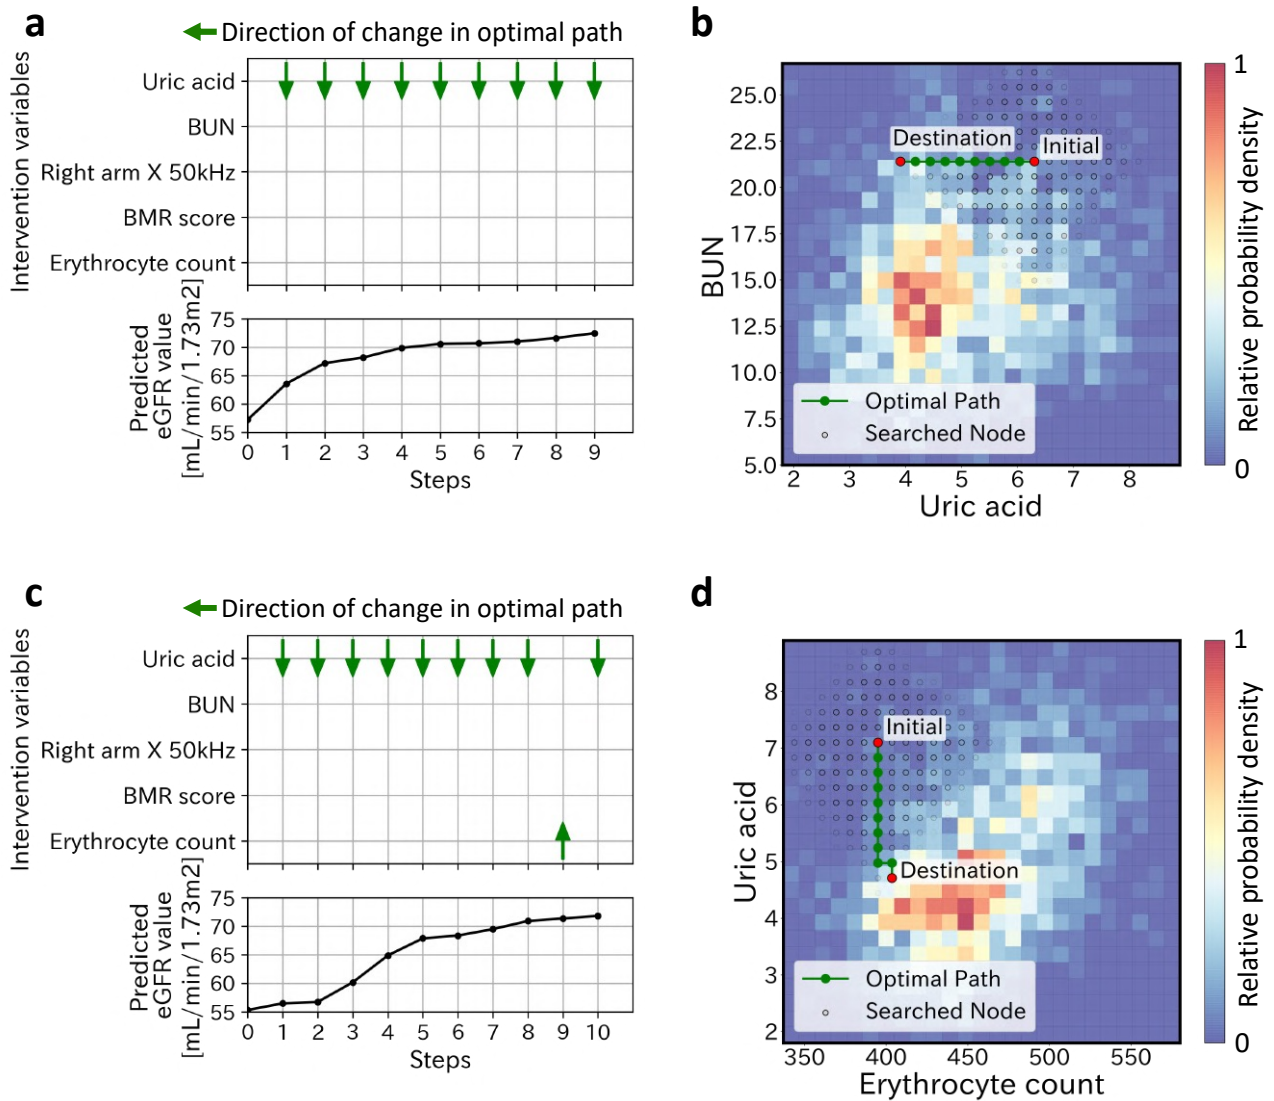 a
Direction of change in optimal path
Intervention variables
Uric acid
BUN
Right arm X 50kHz
BMR score
Erythrocyte count
Predicted
eGFR value
[mL/min/1.73m2]
75
70
65
60
55
0 1 2 3 4 5 6 7 8 9
Steps
b
BUN
25.0
22.5
20.0
17.5
15.0
12.5
10.0
7.5
5.0
Destination
Initial
Optimal Path
Searched Node
2 3 4 5 6 7 8
Uric acid
1
Relative probability density
0
c
Direction of change in optimal path
Intervention variables
Uric acid
BUN
Right arm X 50kHz
BMR score
Erythrocyte count
Predicted
eGFR value
[mL/min/1.73m2]
75
70
65
60
55
0 1 2 3 4 5 6 7 8 9 10
Steps
d
Uric acid
8
7
6
5
4
3
2
Initial
Destination
Optimal Path
Searched Node
350 400 450 500 550
Erythrocyte count
1
Relative probability density
0